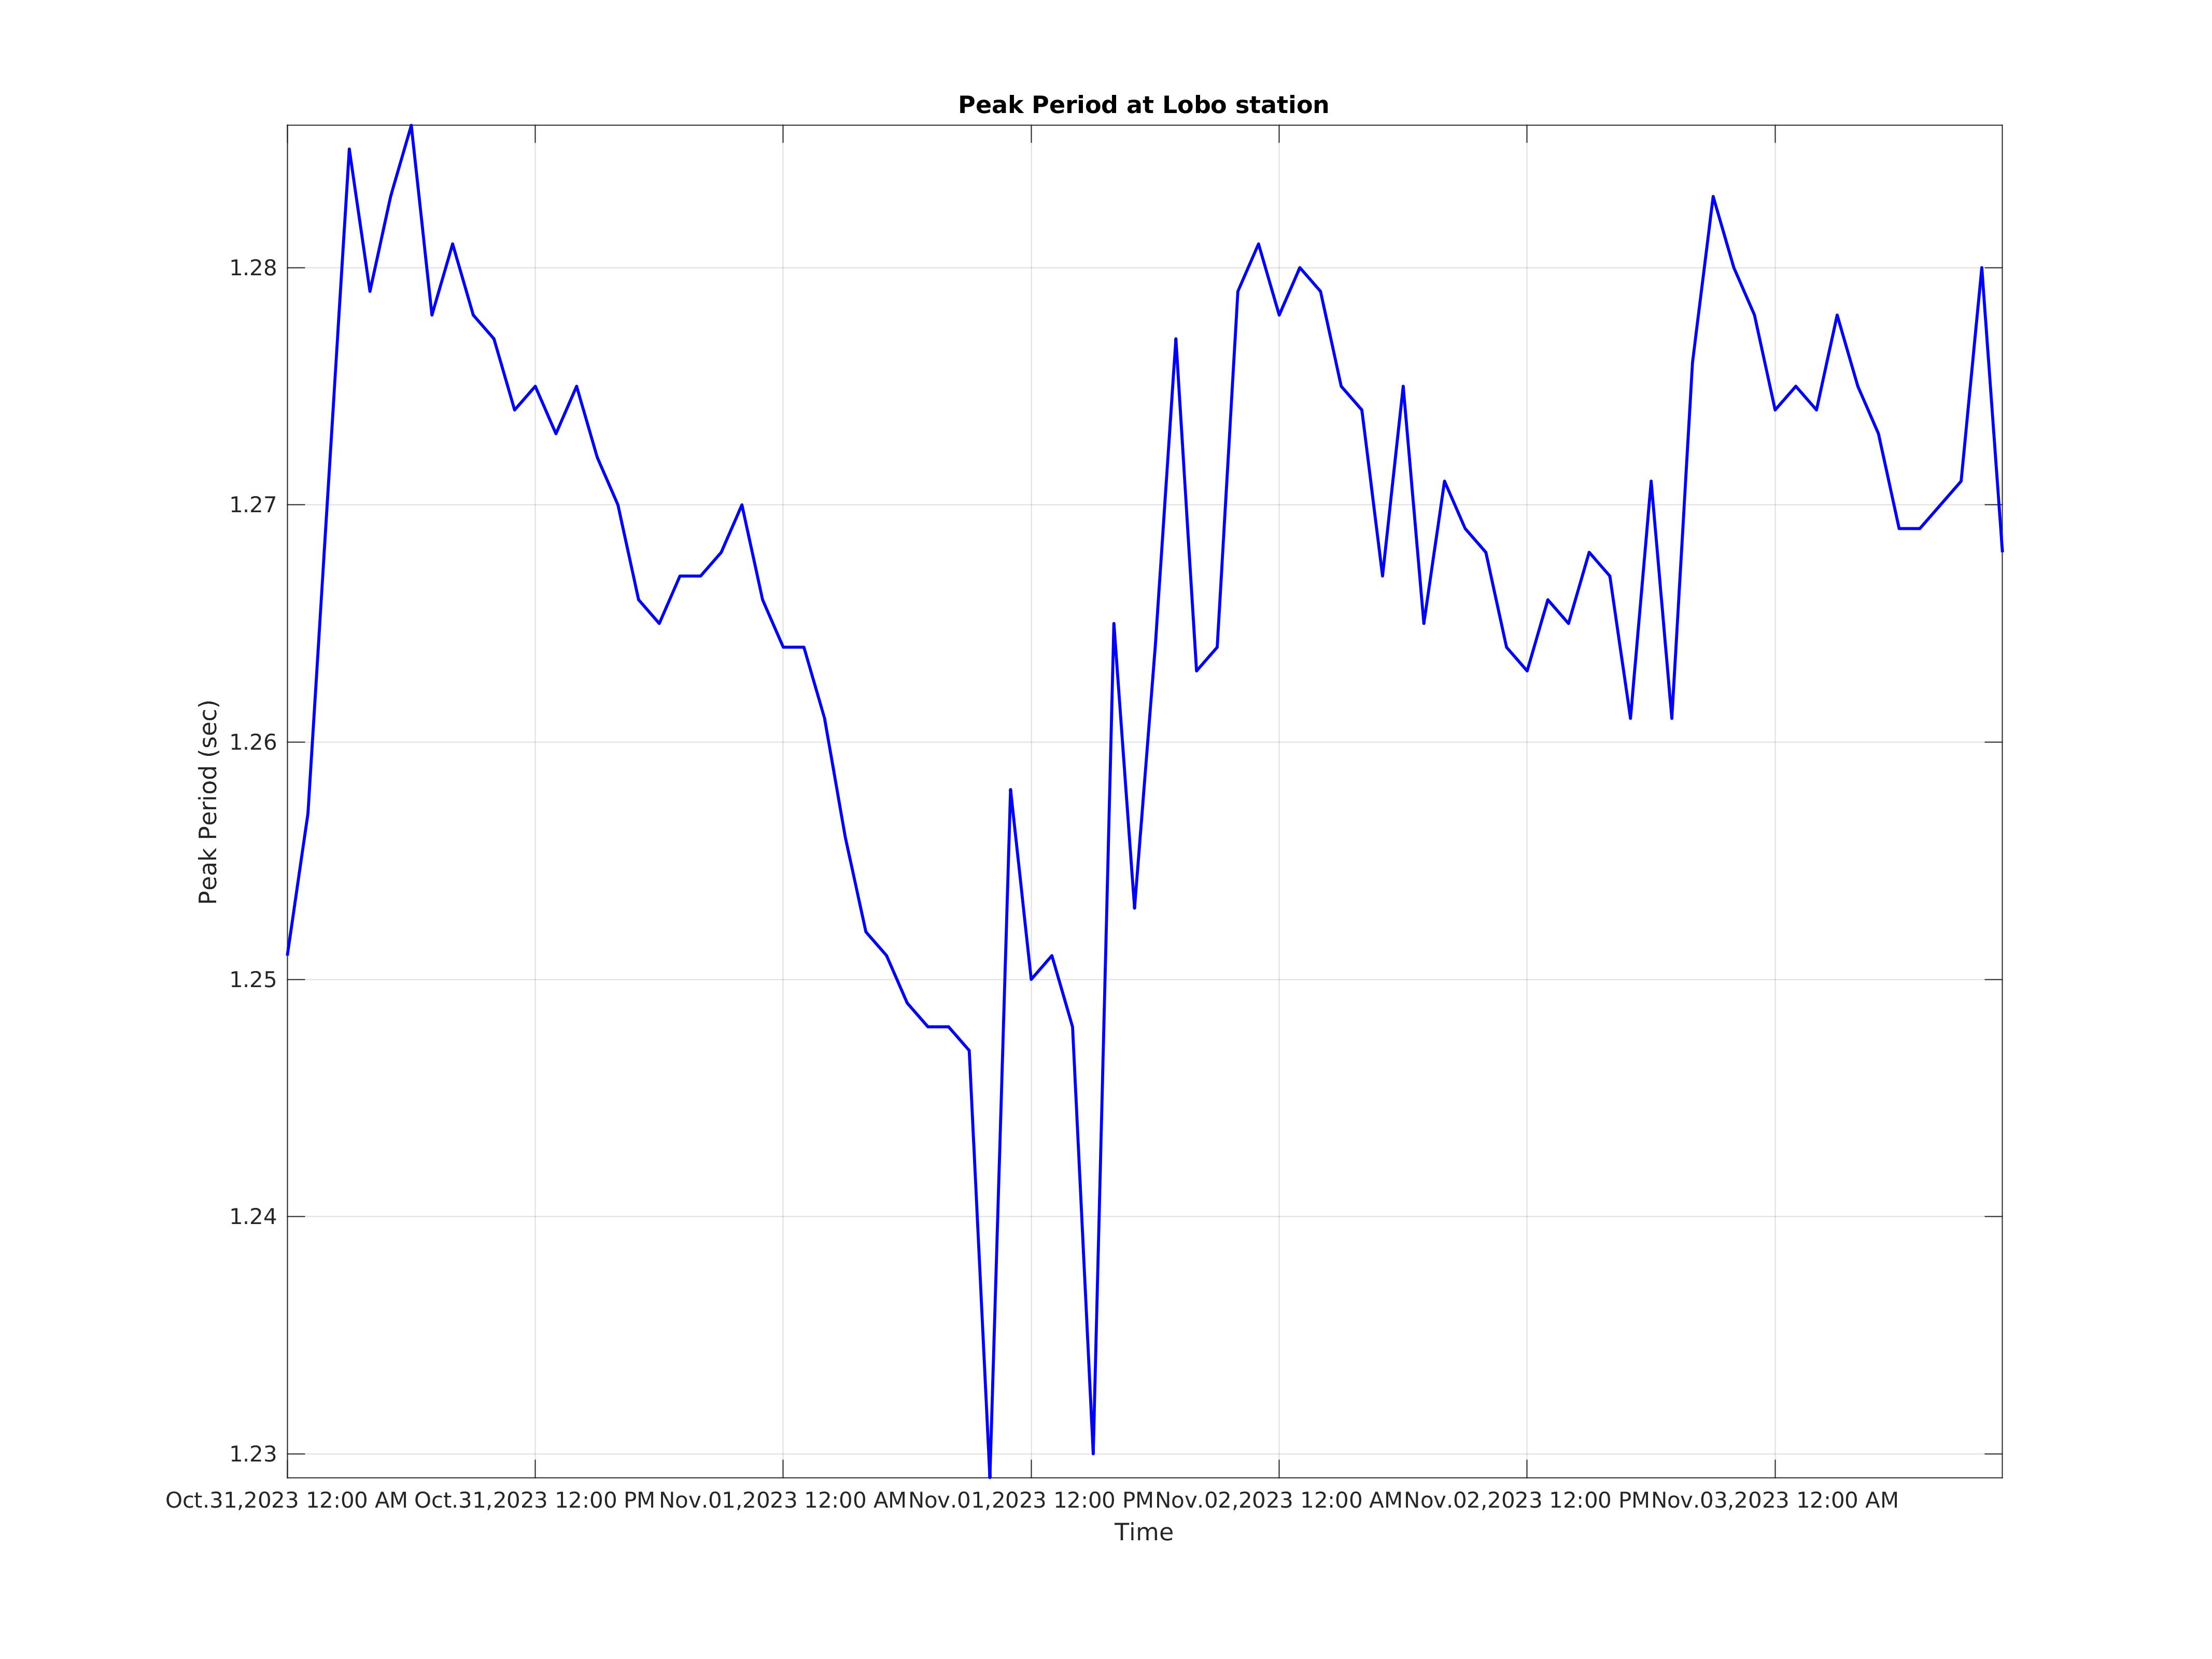 Peak Period at Lobo station
Peak Period (sec)
1.28
1.27
1.26
1.25
1.24
1.23
Oct.31,2023 12:00 AM Oct.31,2023 12:00 PM Nov.01,2023 12:00 AM Nov.01,2023 12:00 PM Nov.02,2023 12:00 AM Nov.02,2023 12:00 PM Nov.03,2023 12:00 AM
Time